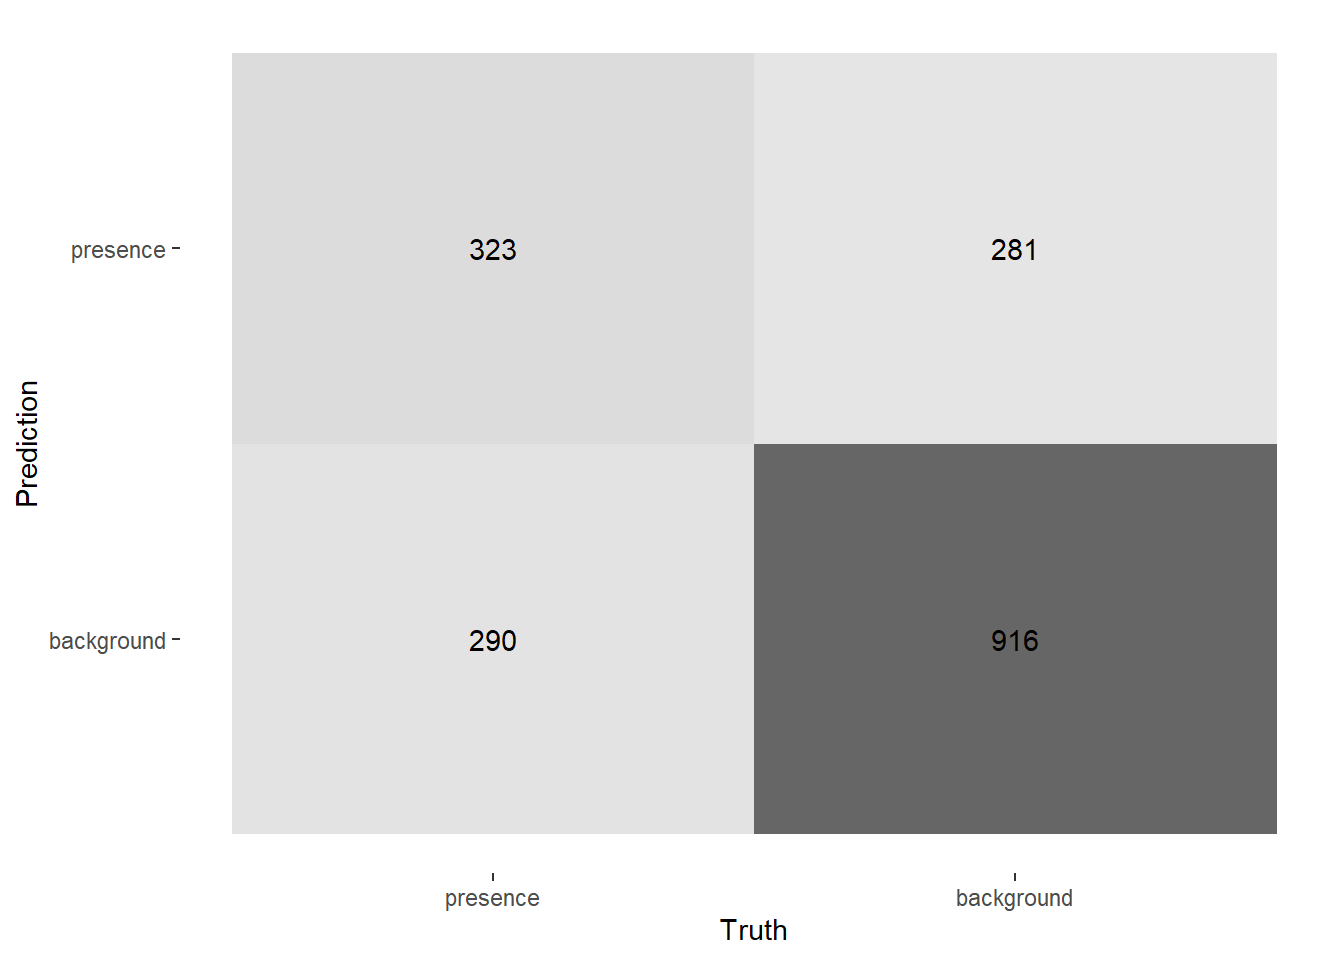 presence
323
281
Prediction
background
290
916
presence
background
Truth